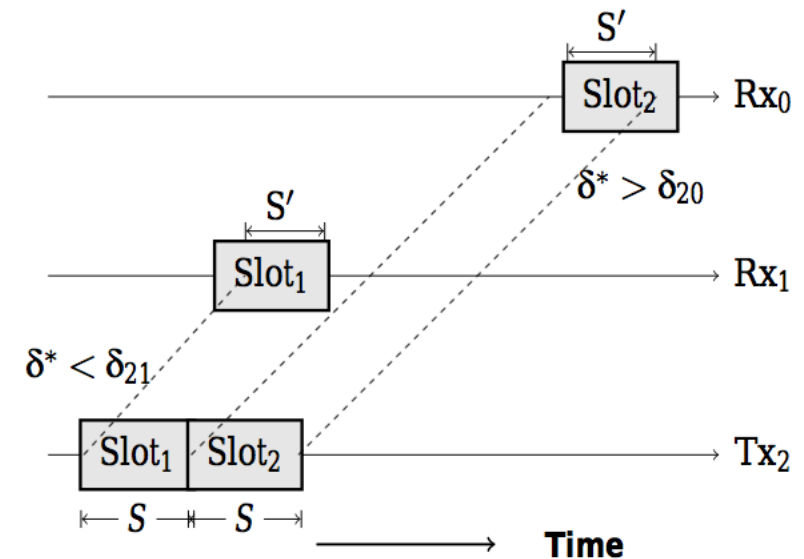 S′
Slot₂ Rx₀
δ* > δ₂₀
S′
Slot₁ Rx₁
δ* < δ₂₁
Slot₁ Slot₂ Tx₂
S S
Time